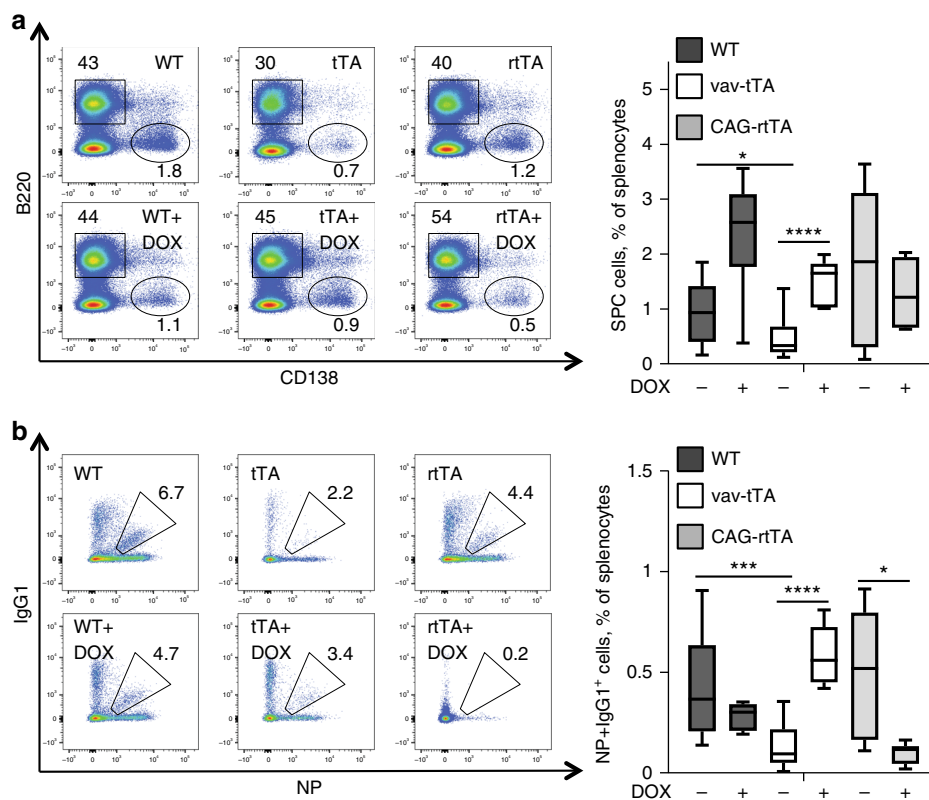 a
43 WT
30 tTA
40 rtTA
1.8
0.7
1.2
44 WT+
DOX
45 tTA+
DOX
54 rtTA+
DOX
1.1
0.9
0.5
B220
CD138
WT
vav-tTA
CAG-rtTA
SPC cells, % of splenocytes
5
4
3
2
1
0
*
****
DOX – + – + – +
b
WT
6.7
tTA
2.2
rtTA
4.4
WT+
DOX 4.7
tTA+
DOX 3.4
rtTA+
DOX 0.2
IgG1
NP
WT
vav-tTA
CAG-rtTA
NP+IgG1⁺ cells, % of splenocytes
1.5
1
0.5
0
***
****
*
DOX – + – + – +